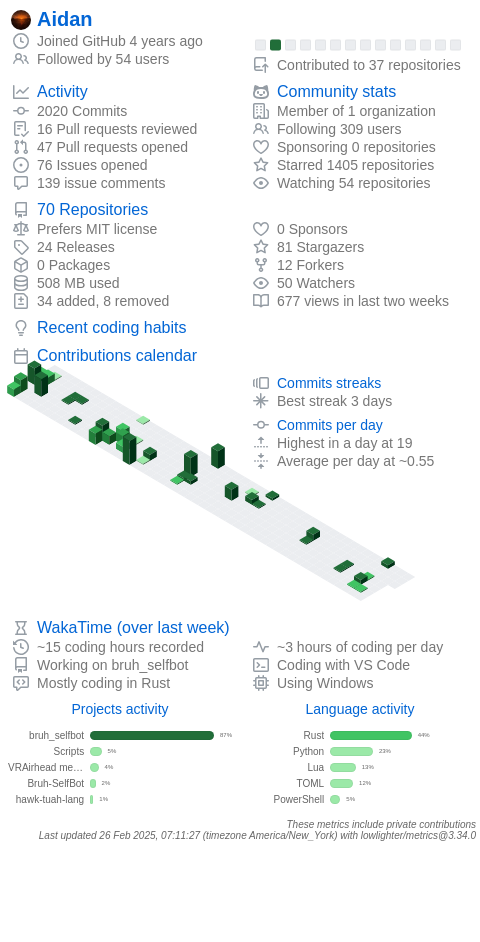 Aidan
Joined GitHub 4 years ago
Followed by 54 users
Contributed to 37 repositories
Activity
2020 Commits
16 Pull requests reviewed
47 Pull requests opened
76 Issues opened
139 issue comments
Community stats
Member of 1 organization
Following 309 users
Sponsoring 0 repositories
Starred 1405 repositories
Watching 54 repositories
70 Repositories
Prefers MIT license
24 Releases
0 Packages
508 MB used
34 added, 8 removed
0 Sponsors
81 Stargazers
12 Forkers
50 Watchers
677 views in last two weeks
Recent coding habits
Contributions calendar
Commits streaks
Best streak 3 days
Commits per day
Highest in a day at 19
Average per day at ~0.55
WakaTime (over last week)
~15 coding hours recorded
Working on bruh_selfbot
Mostly coding in Rust
~3 hours of coding per day
Coding with VS Code
Using Windows
Projects activity
bruh_selfbot 87%
Scripts 5%
VRAirhead me... 4%
Bruh-SelfBot 2%
hawk-tuah-lang 1%
Language activity
Rust 44%
Python 23%
Lua 13%
TOML 12%
PowerShell 5%
These metrics include private contributions
Last updated 26 Feb 2025, 07:11:27 (timezone America/New_York) with lowlighter/metrics@3.34.0